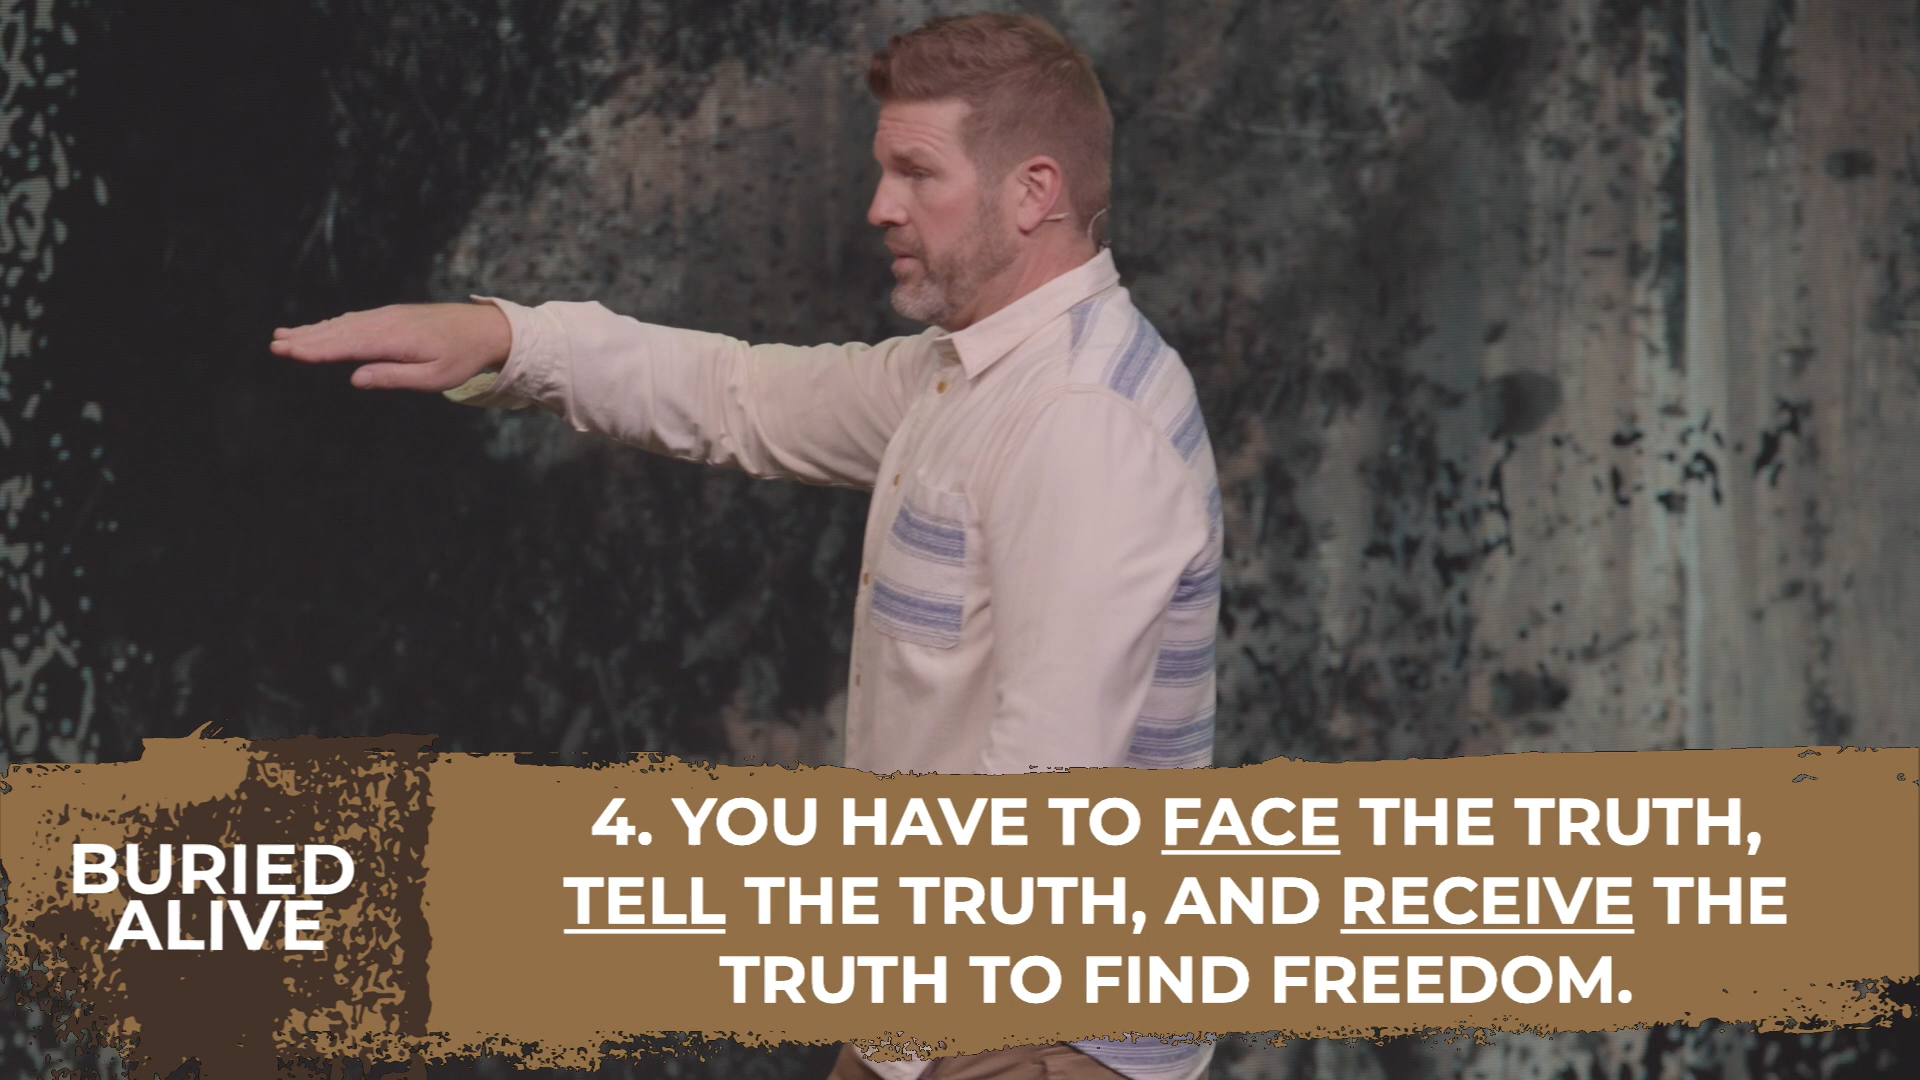 BURIED
ALIVE
4. YOU HAVE TO FACE THE TRUTH,
TELL THE TRUTH, AND RECEIVE THE
TRUTH TO FIND FREEDOM.